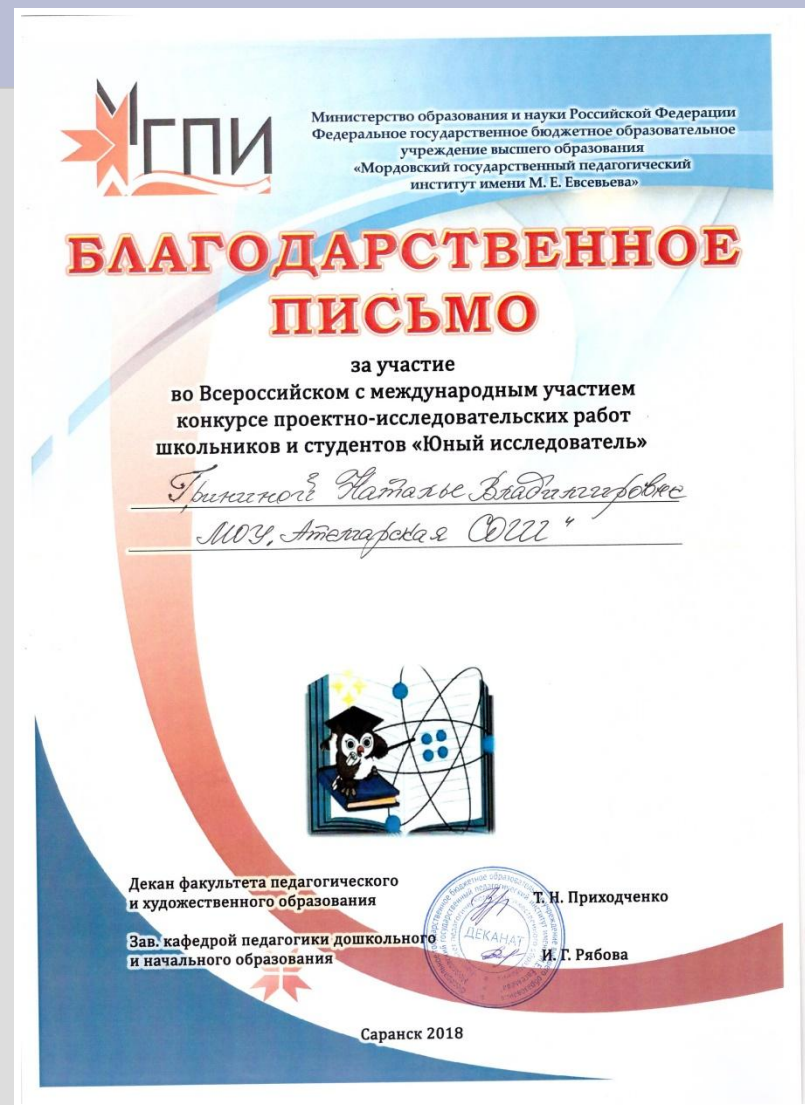 МГПИ
Министерство образования и науки Российской Федерации
Федеральное государственное бюджетное образовательное
учреждение высшего образования
«Мордовский государственный педагогический
институт имени М. Е. Евсевьева»
БЛАГОДАРСТВЕННОЕ
ПИСЬМО
за участие
во Всероссийском с международным участием
конкурсе проектно-исследовательских работ
школьников и студентов «Юный исследователь»
Наталье Владимировне
МОУ „Атемарская СОШ“
Декан факультета педагогического
и художественного образования
Т. Н. Приходченко
Зав. кафедрой педагогики дошкольного
и начального образования
И. Г. Рябова
ДЕКАНАТ
Саранск 2018